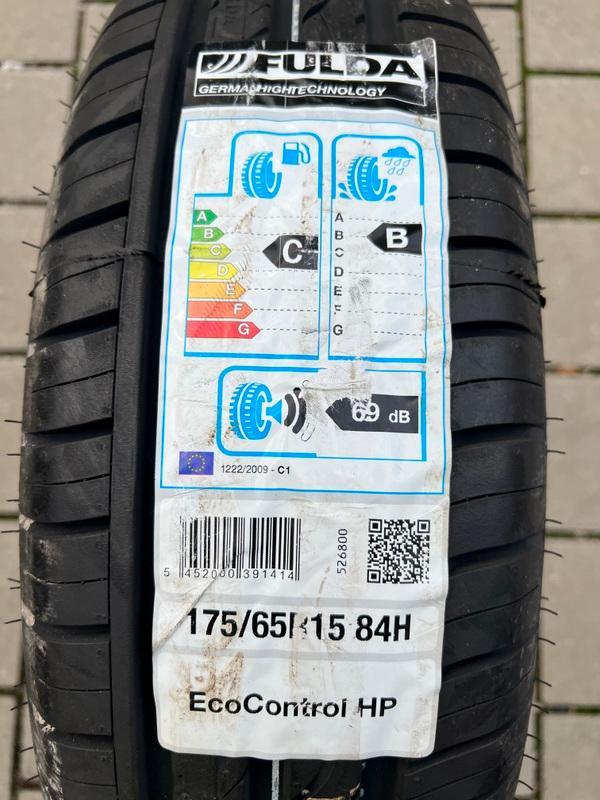 FULDA
GERMAN HIGHTECHNOLOGY
A
B
C
D
E
F
G
C
A
B
C
D
E
F
G
B
69 dB
1222/2009 - C1
5 452000 391414
526800
175/65R15 84H
EcoControl HP